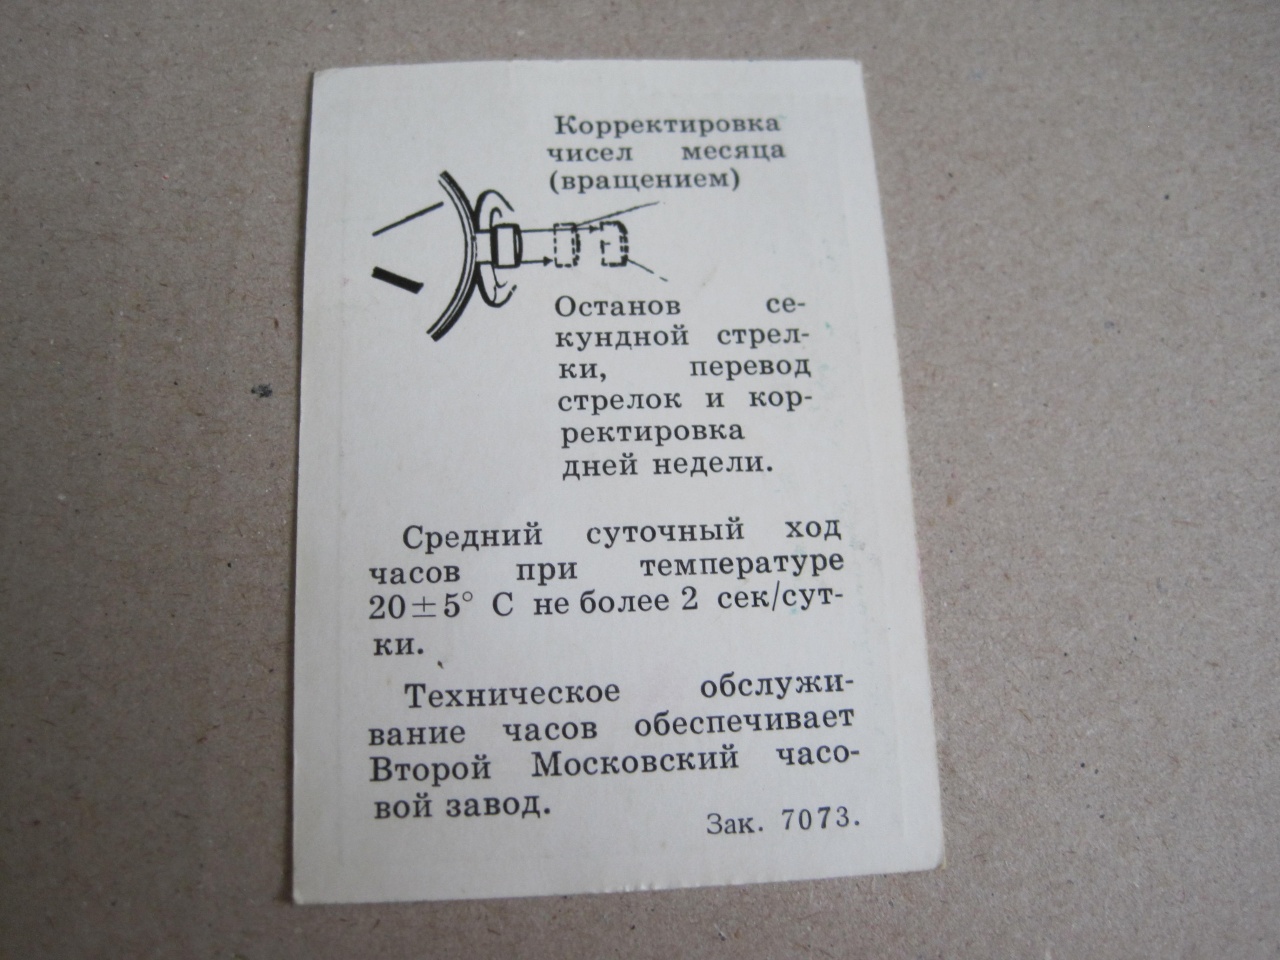 Корректировка
чисел месяца
(вращением)
Останов се-
кундной стрел-
ки, перевод
стрелок и кор-
ректировка
дней недели.
Средний суточный ход
часов при температуре
20±5° С не более 2 сек/сут-
ки.
Техническое обслужи-
вание часов обеспечивает
Второй Московский часо-
вой завод.
Зак. 7073.